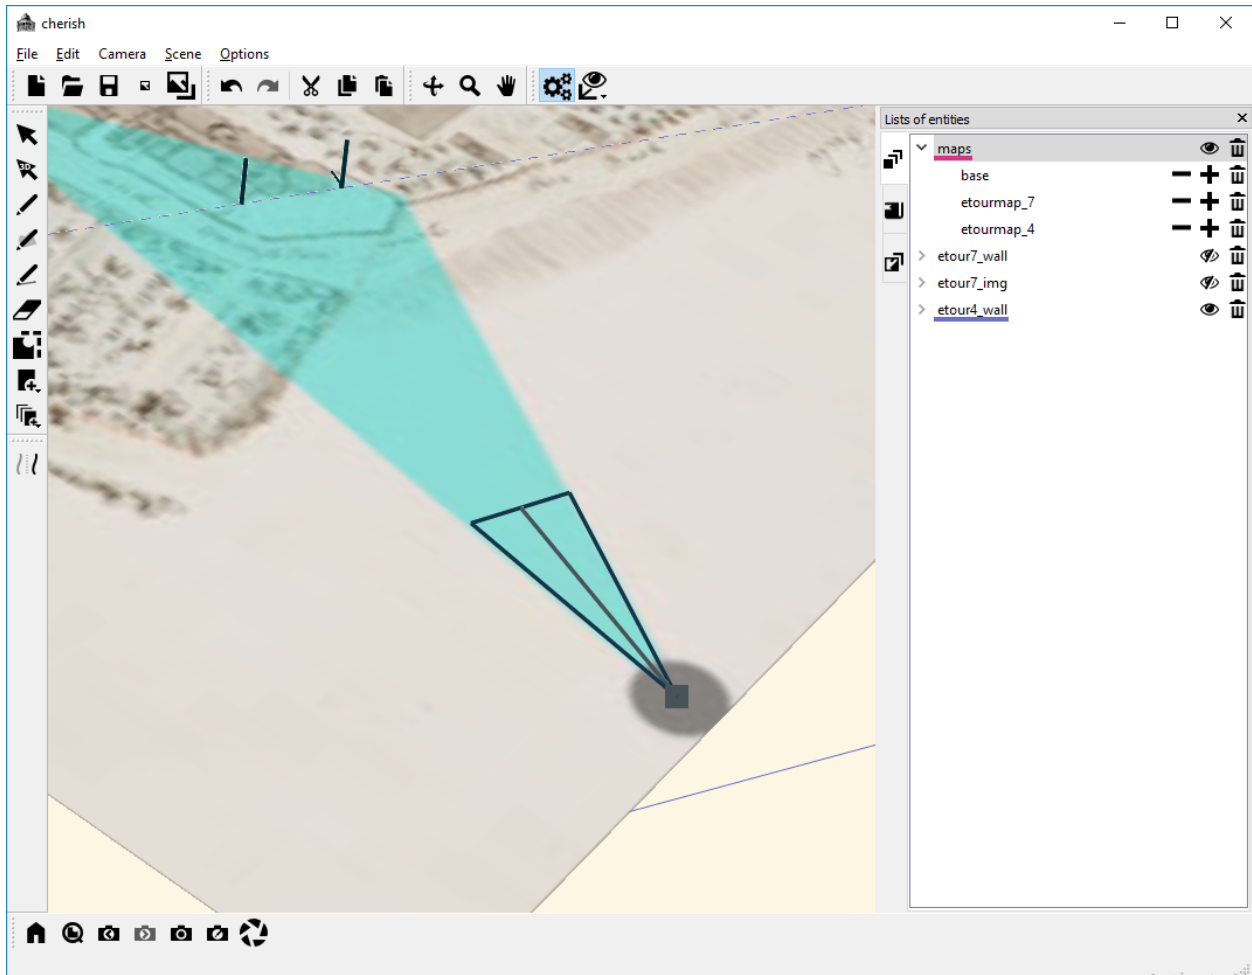 cherish
File Edit Camera Scene Options
Lists of entities
maps
base
etourmap_7
etourmap_4
etour7_wall
etour7_img
etour4_wall